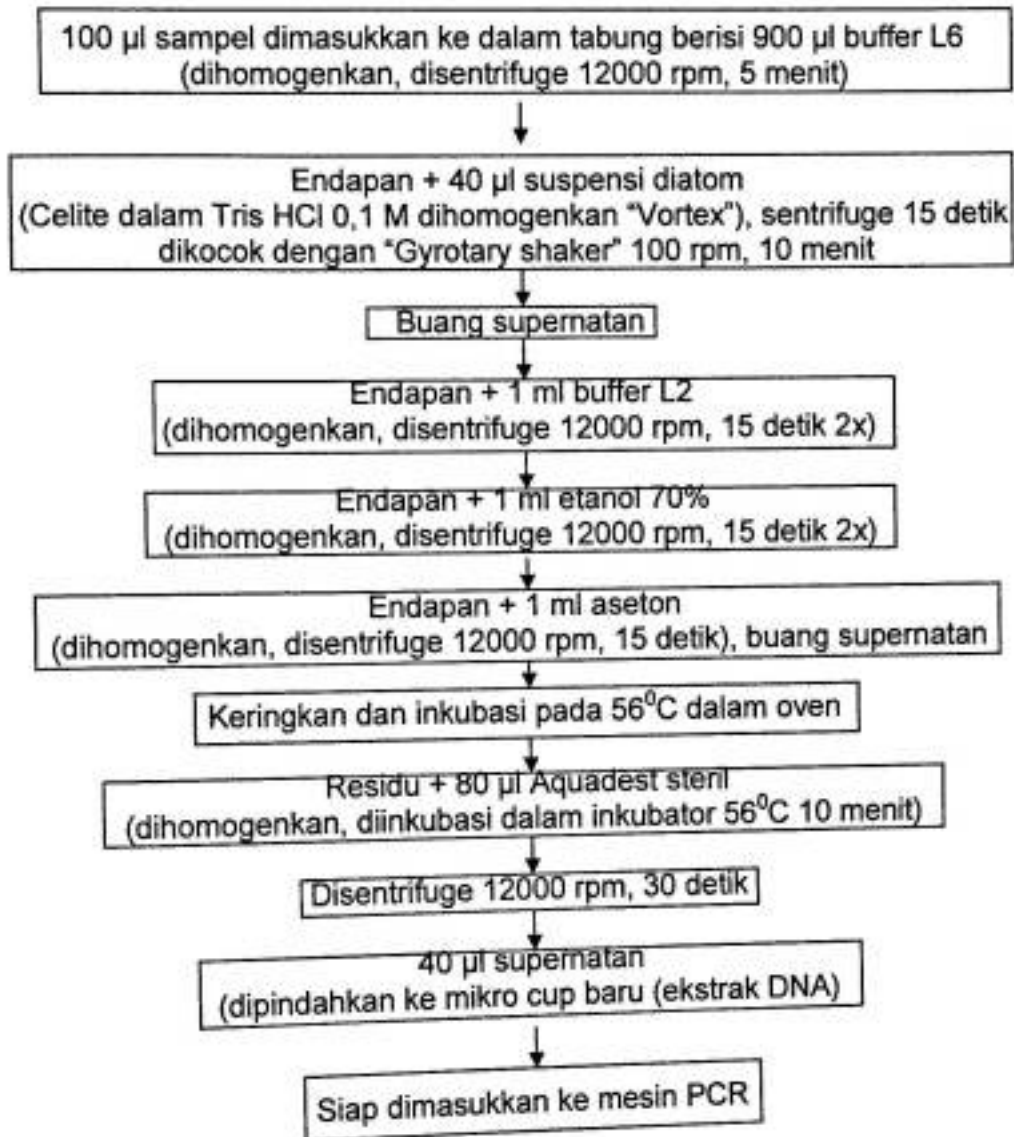 100 µl sampel dimasukkan ke dalam tabung berisi 900 µl buffer L6
(dihomogenkan, disentrifuge 12000 rpm, 5 menit)
Endapan + 40 µl suspensi diatom
(Celite dalam Tris HCl 0,1 M dihomogenkan “Vortex”), sentrifuge 15 detik
dikocok dengan “Gyrotary shaker” 100 rpm, 10 menit
Buang supernatan
Endapan + 1 ml buffer L2
(dihomogenkan, disentrifuge 12000 rpm, 15 detik 2x)
Endapan + 1 ml etanol 70%
(dihomogenkan, disentrifuge 12000 rpm, 15 detik 2x)
Endapan + 1 ml aseton
(dihomogenkan, disentrifuge 12000 rpm, 15 detik), buang supernatan
Keringkan dan inkubasi pada 56⁰C dalam oven
Residu + 80 µl Aquadest steril
(dihomogenkan, diinkubasi dalam inkubator 56⁰C 10 menit)
Disentrifuge 12000 rpm, 30 detik
40 µl supernatan
(dipindahkan ke mikro cup baru (ekstrak DNA)
Siap dimasukkan ke mesin PCR